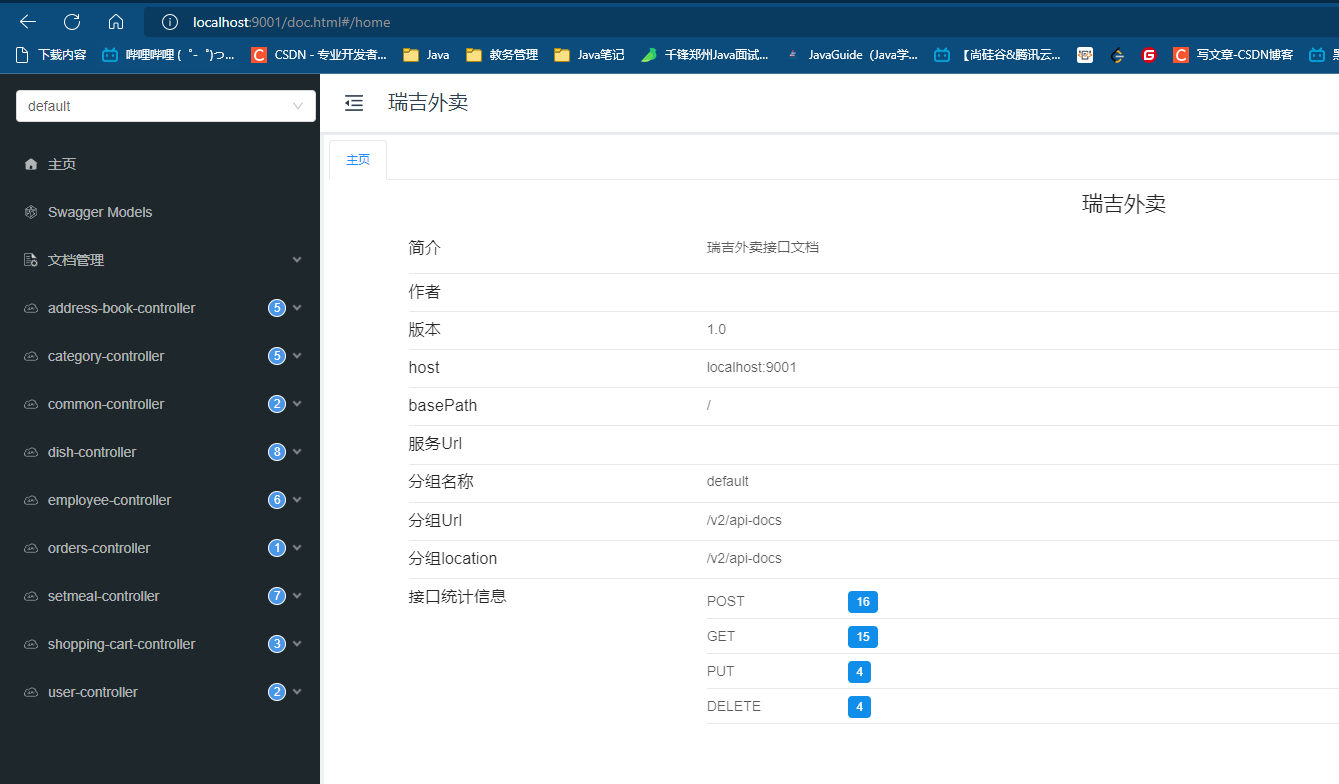 localhost:9001/doc.html#/home
下载内容 哔哩哔哩 (゜-゜)つ... CSDN - 专业开发者... Java 教务管理 Java笔记 千锋郑州Java面试... JavaGuide（Java学... 【尚硅谷&腾讯云... 写文章-CSDN博客
default
瑞吉外卖
主页
主页
Swagger Models
文档管理
address-book-controller 5
category-controller 5
common-controller 2
dish-controller 8
employee-controller 6
orders-controller 1
setmeal-controller 7
shopping-cart-controller 3
user-controller 2
瑞吉外卖
简介 瑞吉外卖接口文档
作者
版本 1.0
host localhost:9001
basePath /
服务Url
分组名称 default
分组Url /v2/api-docs
分组location /v2/api-docs
接口统计信息
POST 16
GET 15
PUT 4
DELETE 4